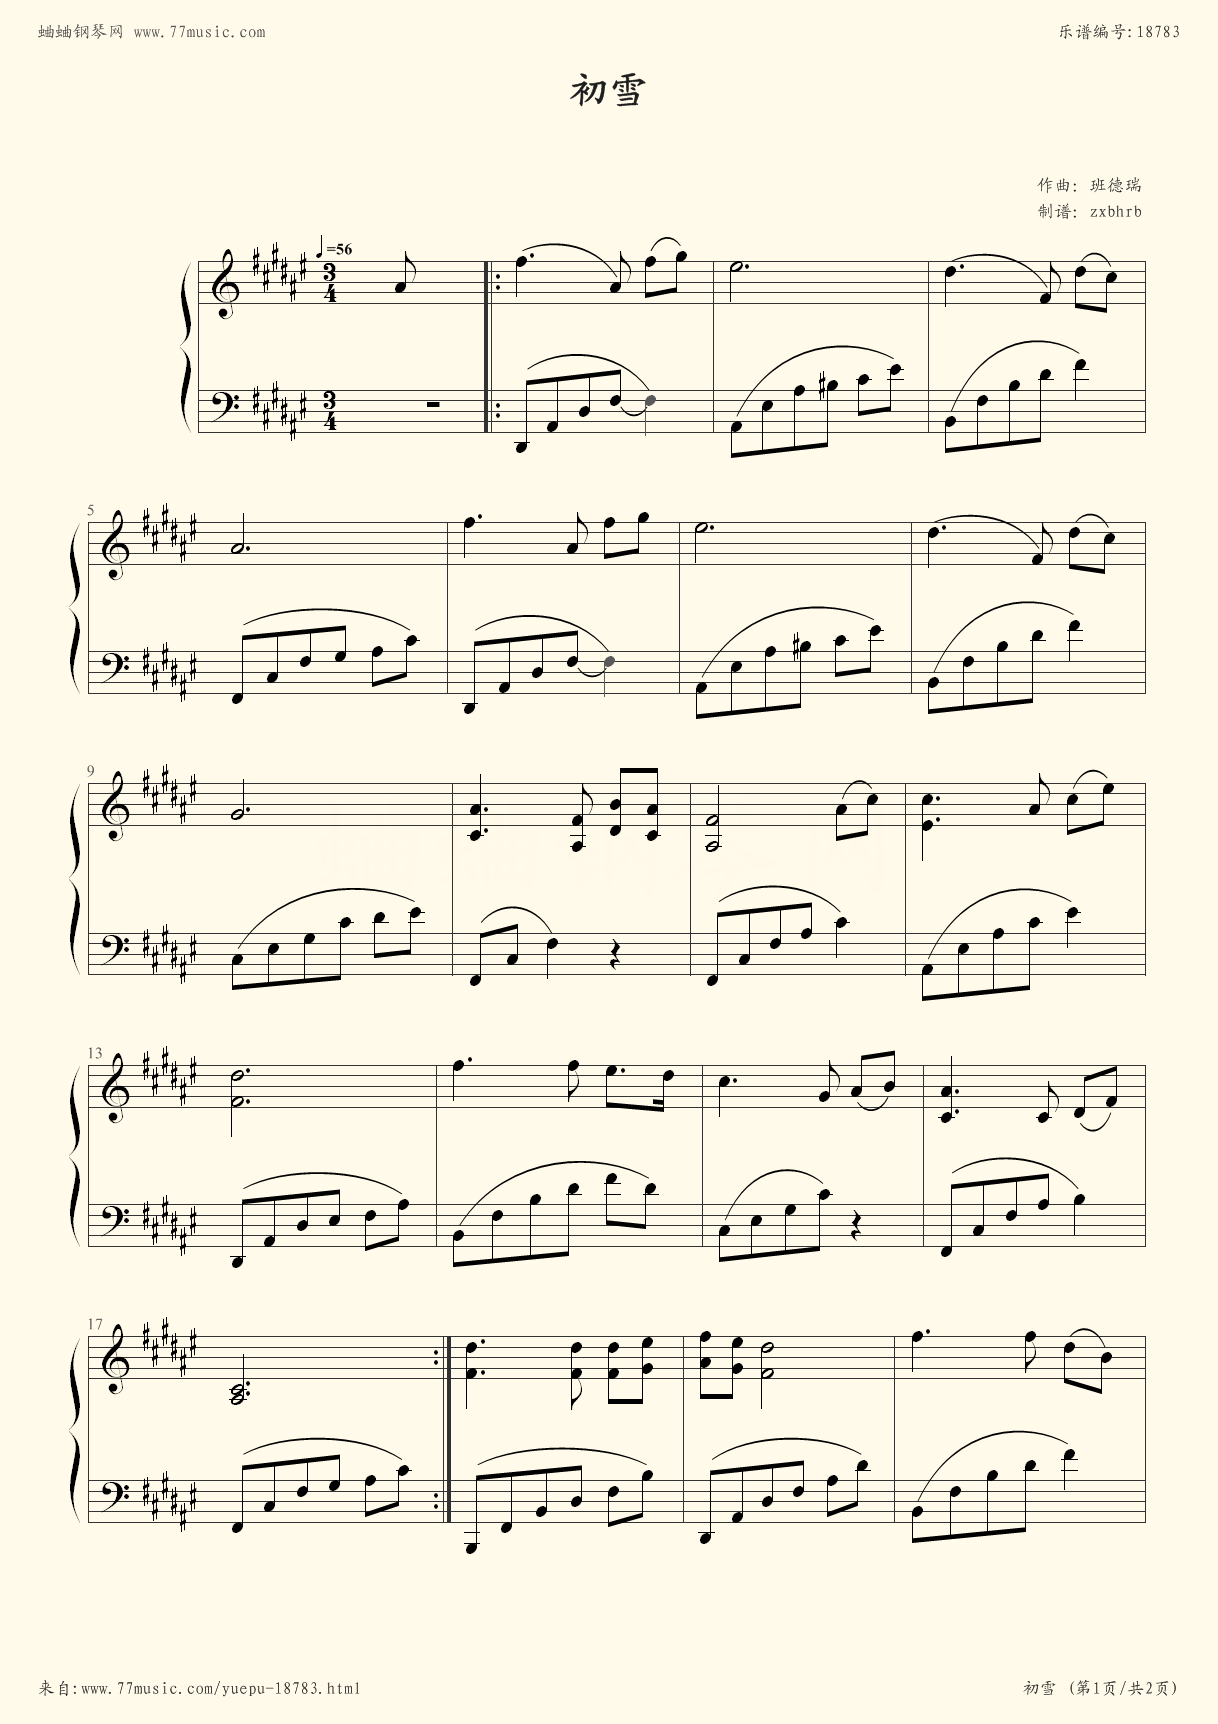 蛐蛐钢琴网 www.77music.com
乐谱编号:18783
初雪
作曲: 班德瑞
制谱: zxbhrb
=56
3
4
3
4
5
9
13
17
来自:www.77music.com/yuepu-18783.html
初雪 (第1页/共2页)